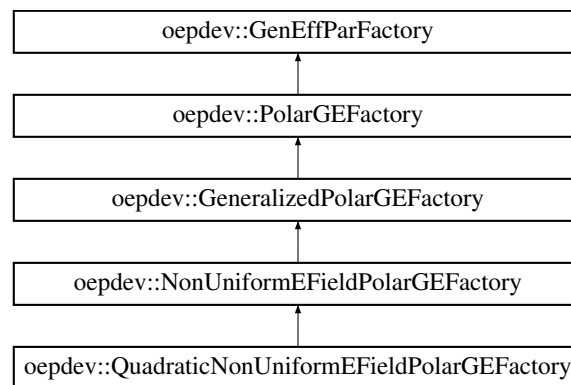 oepdev::GenEffParFactory
oepdev::PolarGEFactory
oepdev::GeneralizedPolarGEFactory
oepdev::NonUniformEFieldPolarGEFactory
oepdev::QuadraticNonUniformEFieldPolarGEFactory